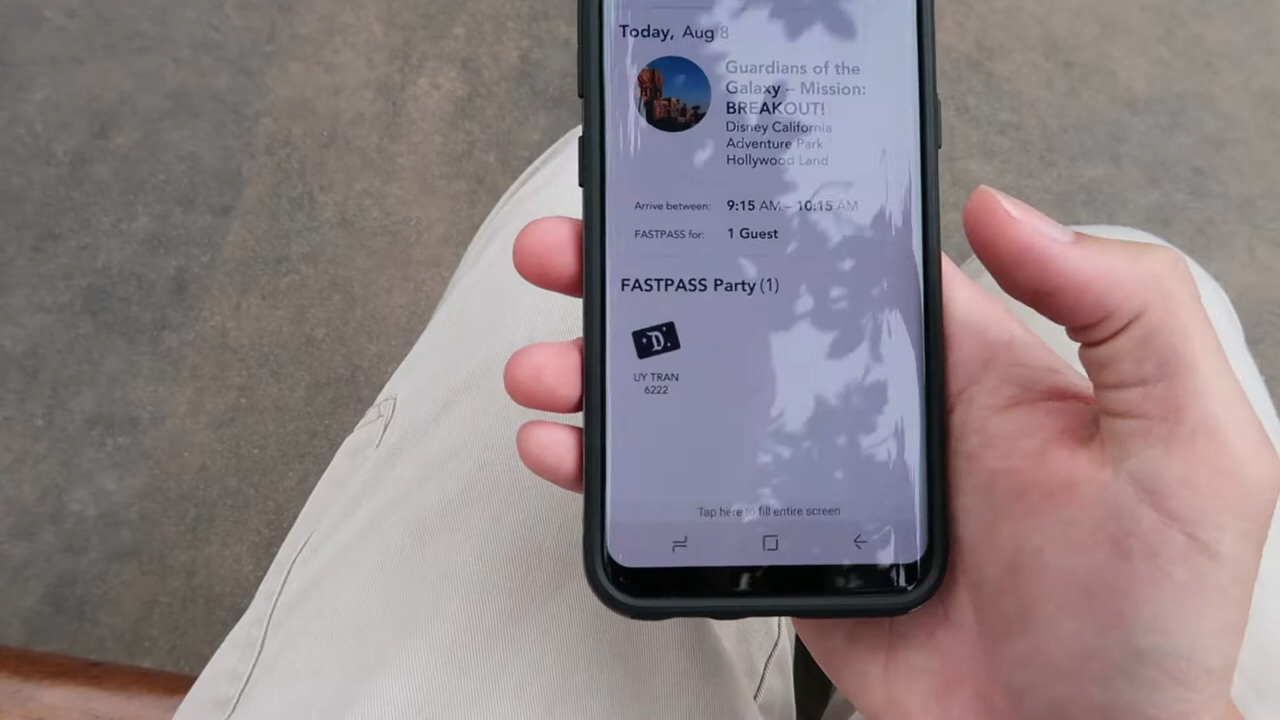 Today, Aug 8
Guardians of the
Galaxy – Mission:
BREAKOUT!
Disney California
Adventure Park
Hollywood Land
Arrive between: 9:15 AM – 10:15 AM
FASTPASS for: 1 Guest
FASTPASS Party (1)
D
UY TRAN
6222
Tap here to fill entire screen